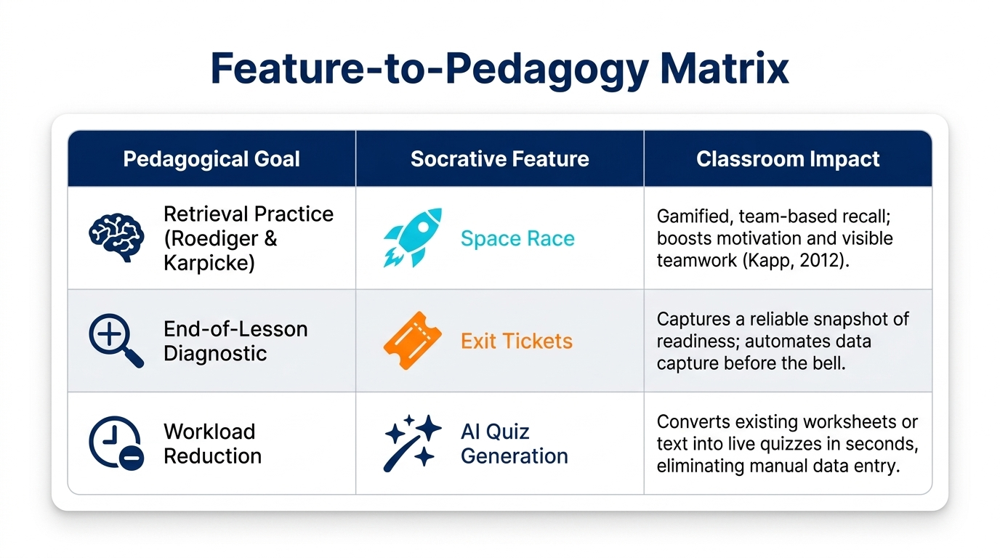 Feature-to-Pedagogy Matrix
Pedagogical Goal
Socrative Feature
Classroom Impact
Retrieval Practice
(Roediger &
Karpicke)
Space Race
Gamified, team-based recall;
boosts motivation and visible
teamwork (Kapp, 2012).
End-of-Lesson
Diagnostic
Exit Tickets
Captures a reliable snapshot of
readiness; automates data
capture before the bell.
Workload
Reduction
AI Quiz
Generation
Converts existing worksheets or
text into live quizzes in seconds,
eliminating manual data entry.